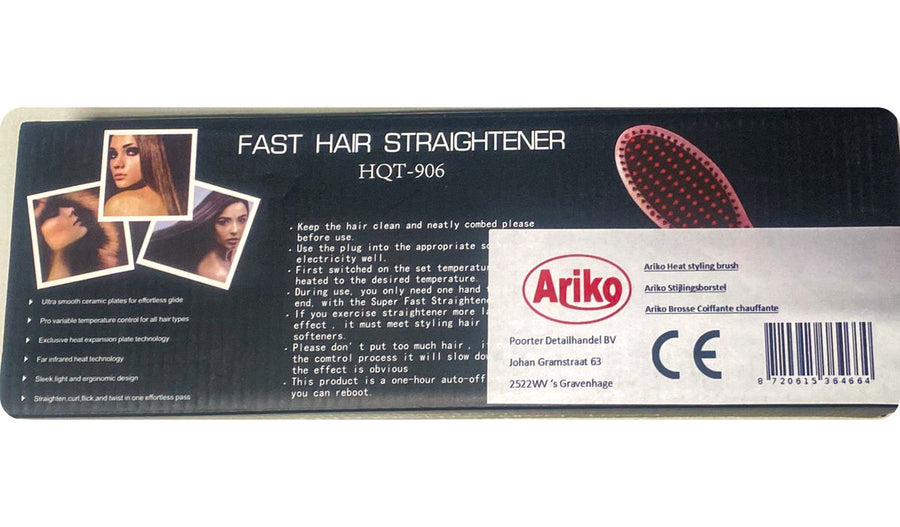 FAST HAIR STRAIGHTENER
HQT-906
Ultra smooth ceramic plates for effortless glide
Pro variable temperature control for all hair types
Exclusive heat expansion plate technology
Far infrared heat technology
Sleek,light and ergonomic design
Straighten,curl,flick,and twist in one effortless pass
Keep the hair clean and neatly combed please
before use.
Use the plug into the appropriate
electricity well.
First switched on the set
heated to the desired temperature
During use, you only need one hand
end, with the Super Fast
If you exercise straightener more
effect , it must meet styling hair
softeners.
Please don't put too much hair ,
the comtrol process it will slow
the effect is obvious
This product is a one-hour auto-off
you can reboot.
Ariko
Ariko Heat styling brush
Ariko Stijlingsborstel
Ariko Brosse Coiffante chauffante
Poorter Detailhandel BV
Johan Gramstraat 63
2522WV 's Gravenhage
CE
8 720615 364664